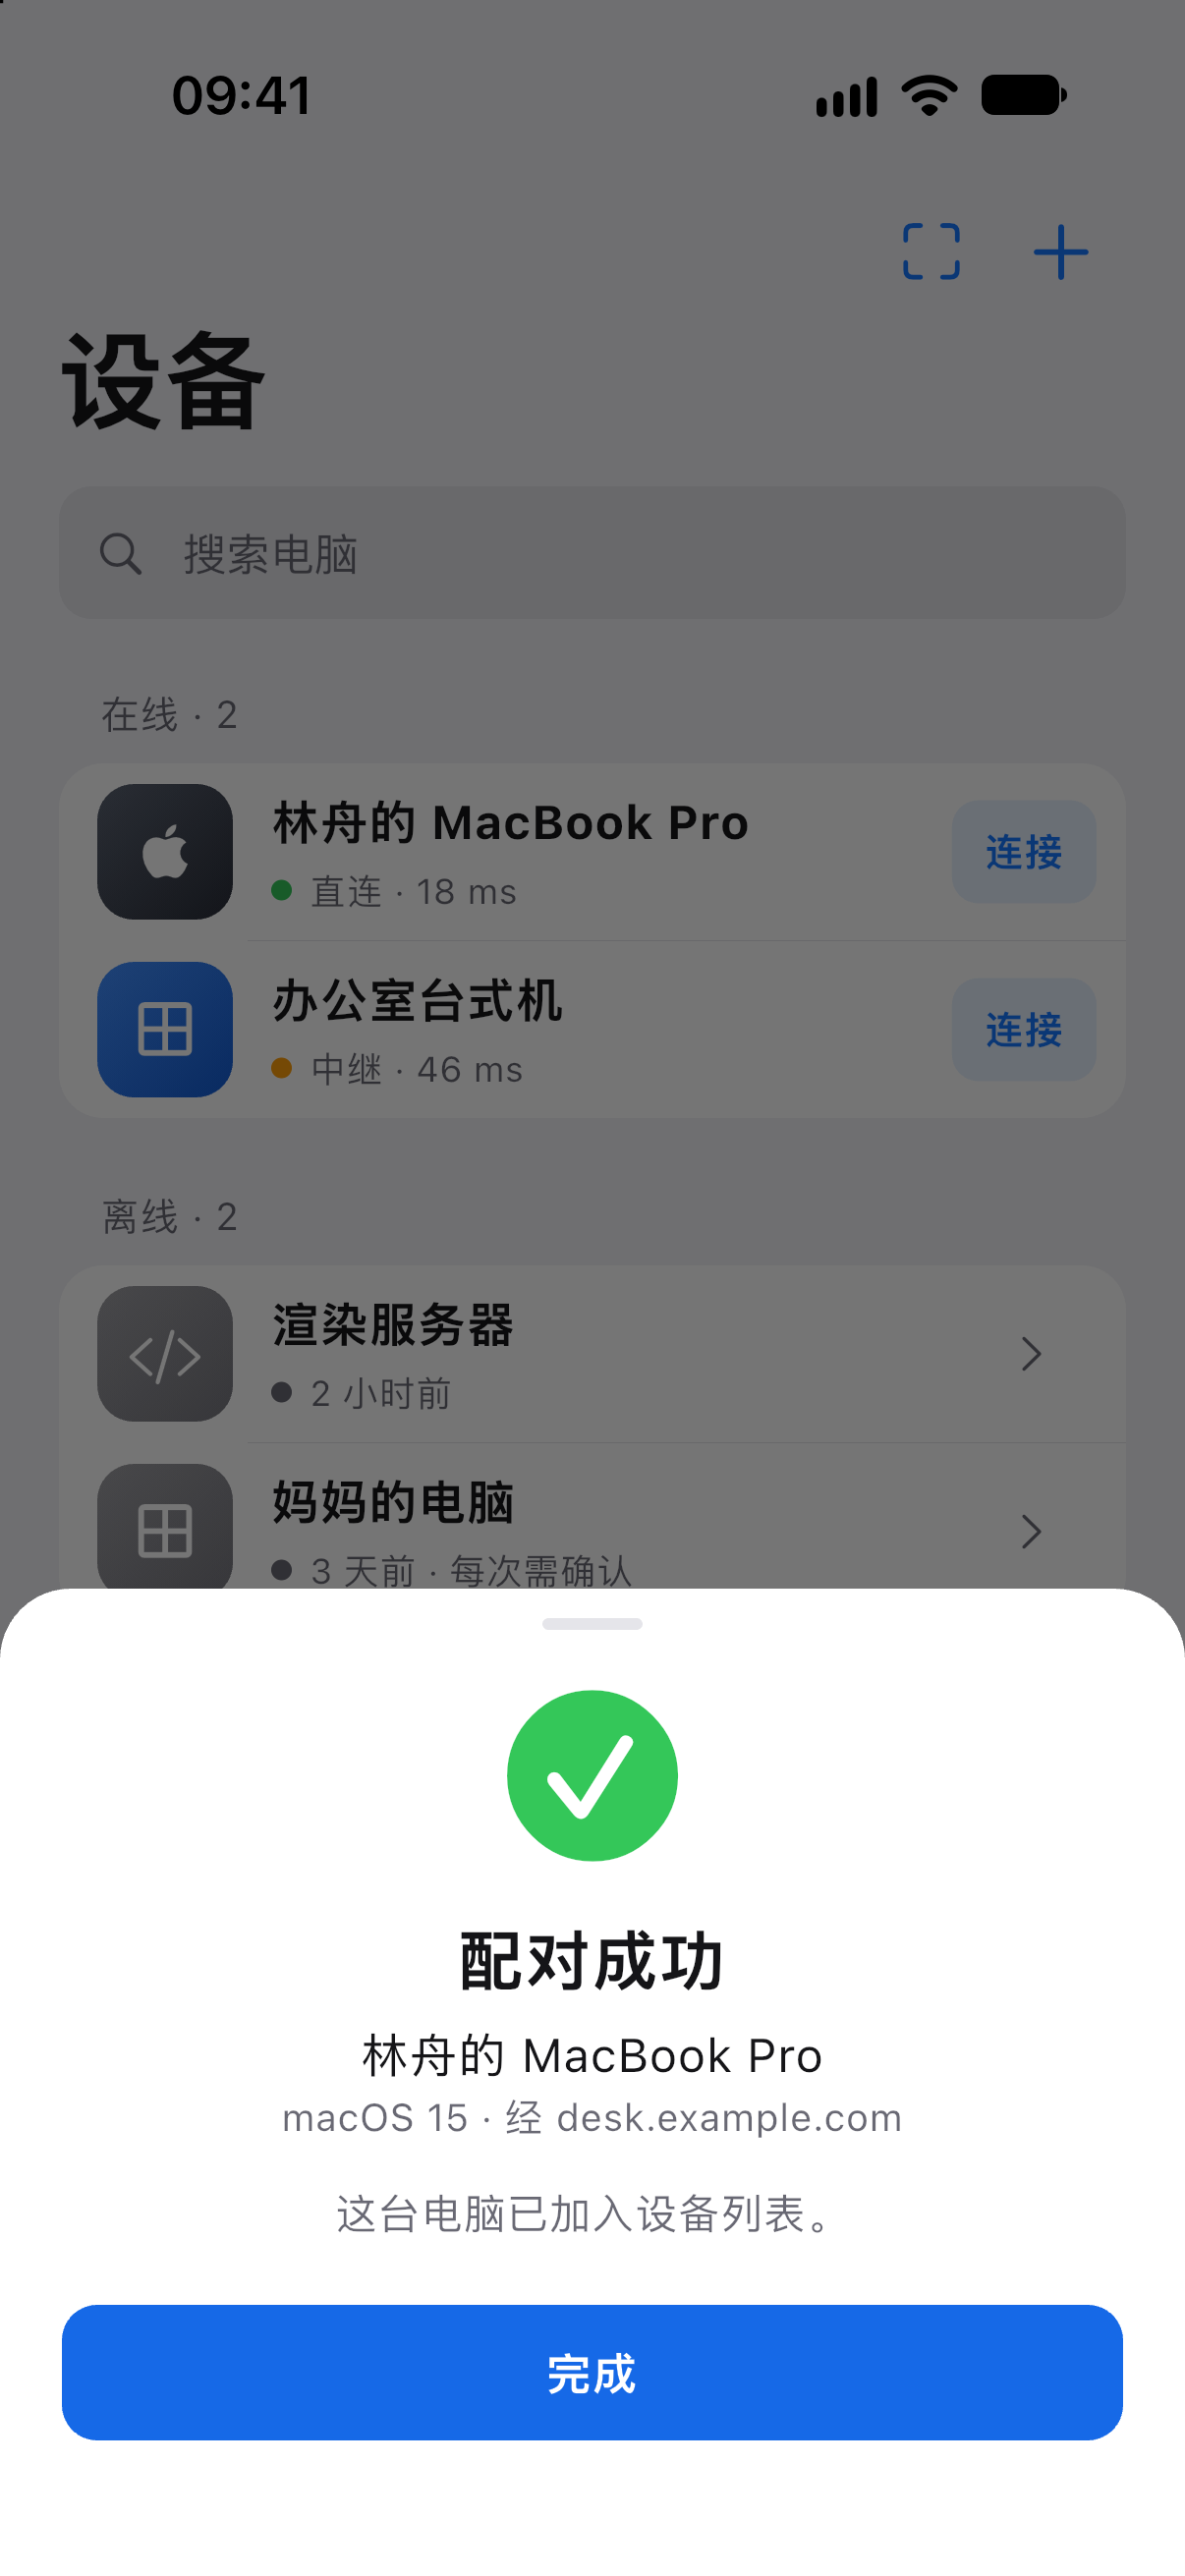 09:41
设备
搜索电脑
在线 · 2
林舟的 MacBook Pro
直连 · 18 ms
连接
办公室台式机
中继 · 46 ms
连接
离线 · 2
渲染服务器
2 小时前
妈妈的电脑
3 天前 · 每次需确认
配对成功
林舟的 MacBook Pro
macOS 15 · 经 desk.example.com
这台电脑已加入设备列表。
完成